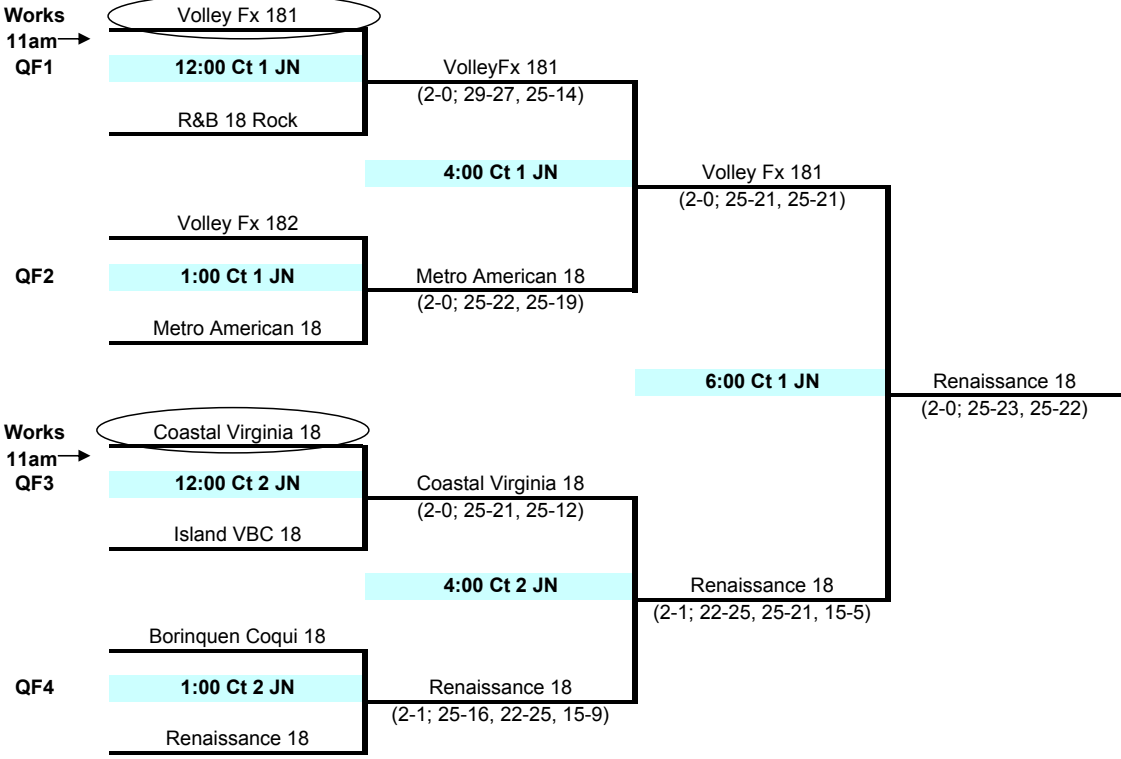 Works
Volley Fx 181
11am
QF1
12:00 Ct 1 JN
VolleyFx 181
(2-0; 29-27, 25-14)
R&B 18 Rock
4:00 Ct 1 JN
Volley Fx 181
(2-0; 25-21, 25-21)
Volley Fx 182
QF2
1:00 Ct 1 JN
Metro American 18
(2-0; 25-22, 25-19)
Metro American 18
6:00 Ct 1 JN
Renaissance 18
(2-0; 25-23, 25-22)
Works
Coastal Virginia 18
11am
QF3
12:00 Ct 2 JN
Coastal Virginia 18
(2-0; 25-21, 25-12)
Island VBC 18
4:00 Ct 2 JN
Renaissance 18
(2-1; 22-25, 25-21, 15-5)
Borinquen Coqui 18
QF4
1:00 Ct 2 JN
Renaissance 18
(2-1; 25-16, 22-25, 15-9)
Renaissance 18